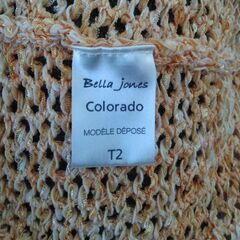 Bella jones
Colorado
MODÈLE DÉPOSÉ
T2